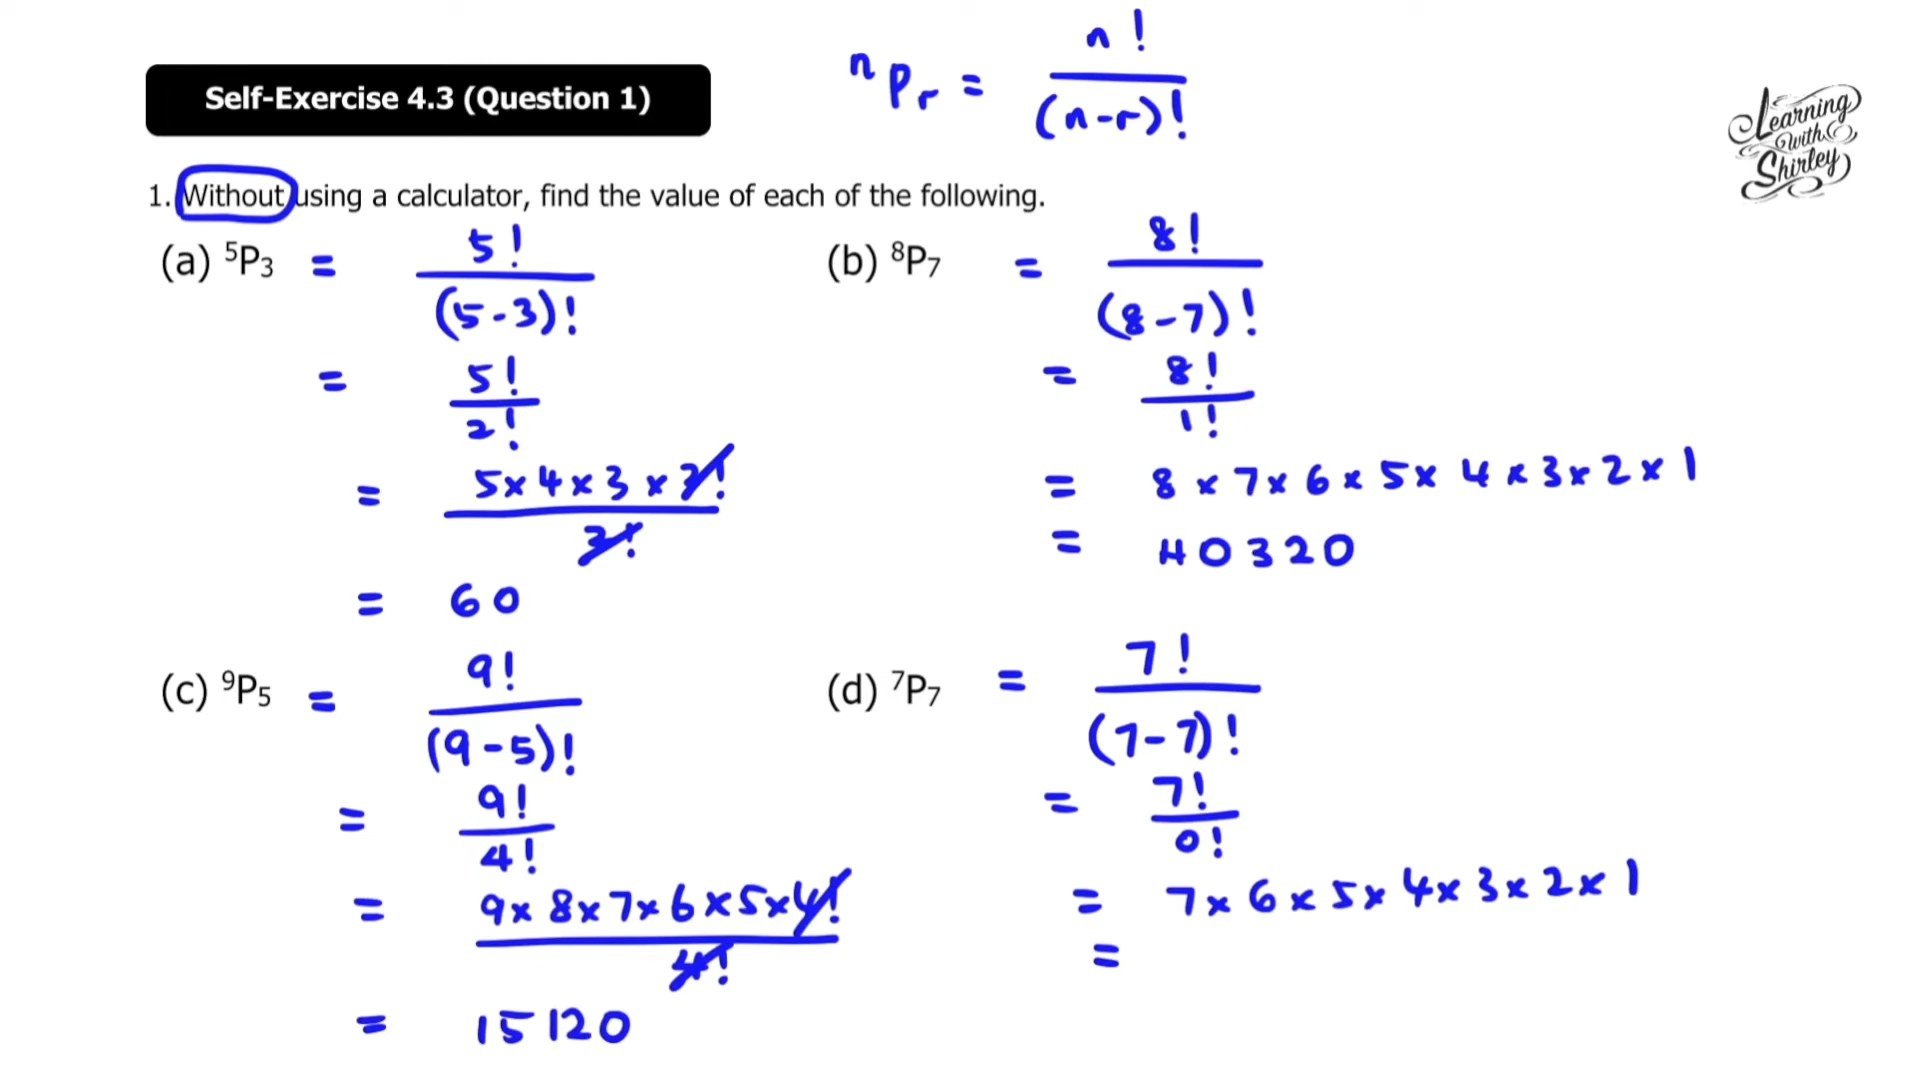 ⁿPᵣ = n! / (n-r)!
Self-Exercise 4.3 (Question 1)
Learning
with
Shirley
1. Without using a calculator, find the value of each of the following.
(a) ⁵P₃ = 5! / (5-3)!
= 5! / 2!
= 5 x 4 x 3 x 2! / 2!
= 60
(b) ⁸P₇ = 8! / (8-7)!
= 8! / 1!
= 8 x 7 x 6 x 5 x 4 x 3 x 2 x 1
= 40320
(c) ⁹P₅ = 9! / (9-5)!
= 9! / 4!
= 9 x 8 x 7 x 6 x 5 x 4! / 4!
= 15120
(d) ⁷P₇ = 7! / (7-7)!
= 7! / 0!
= 7 x 6 x 5 x 4 x 3 x 2 x 1
=